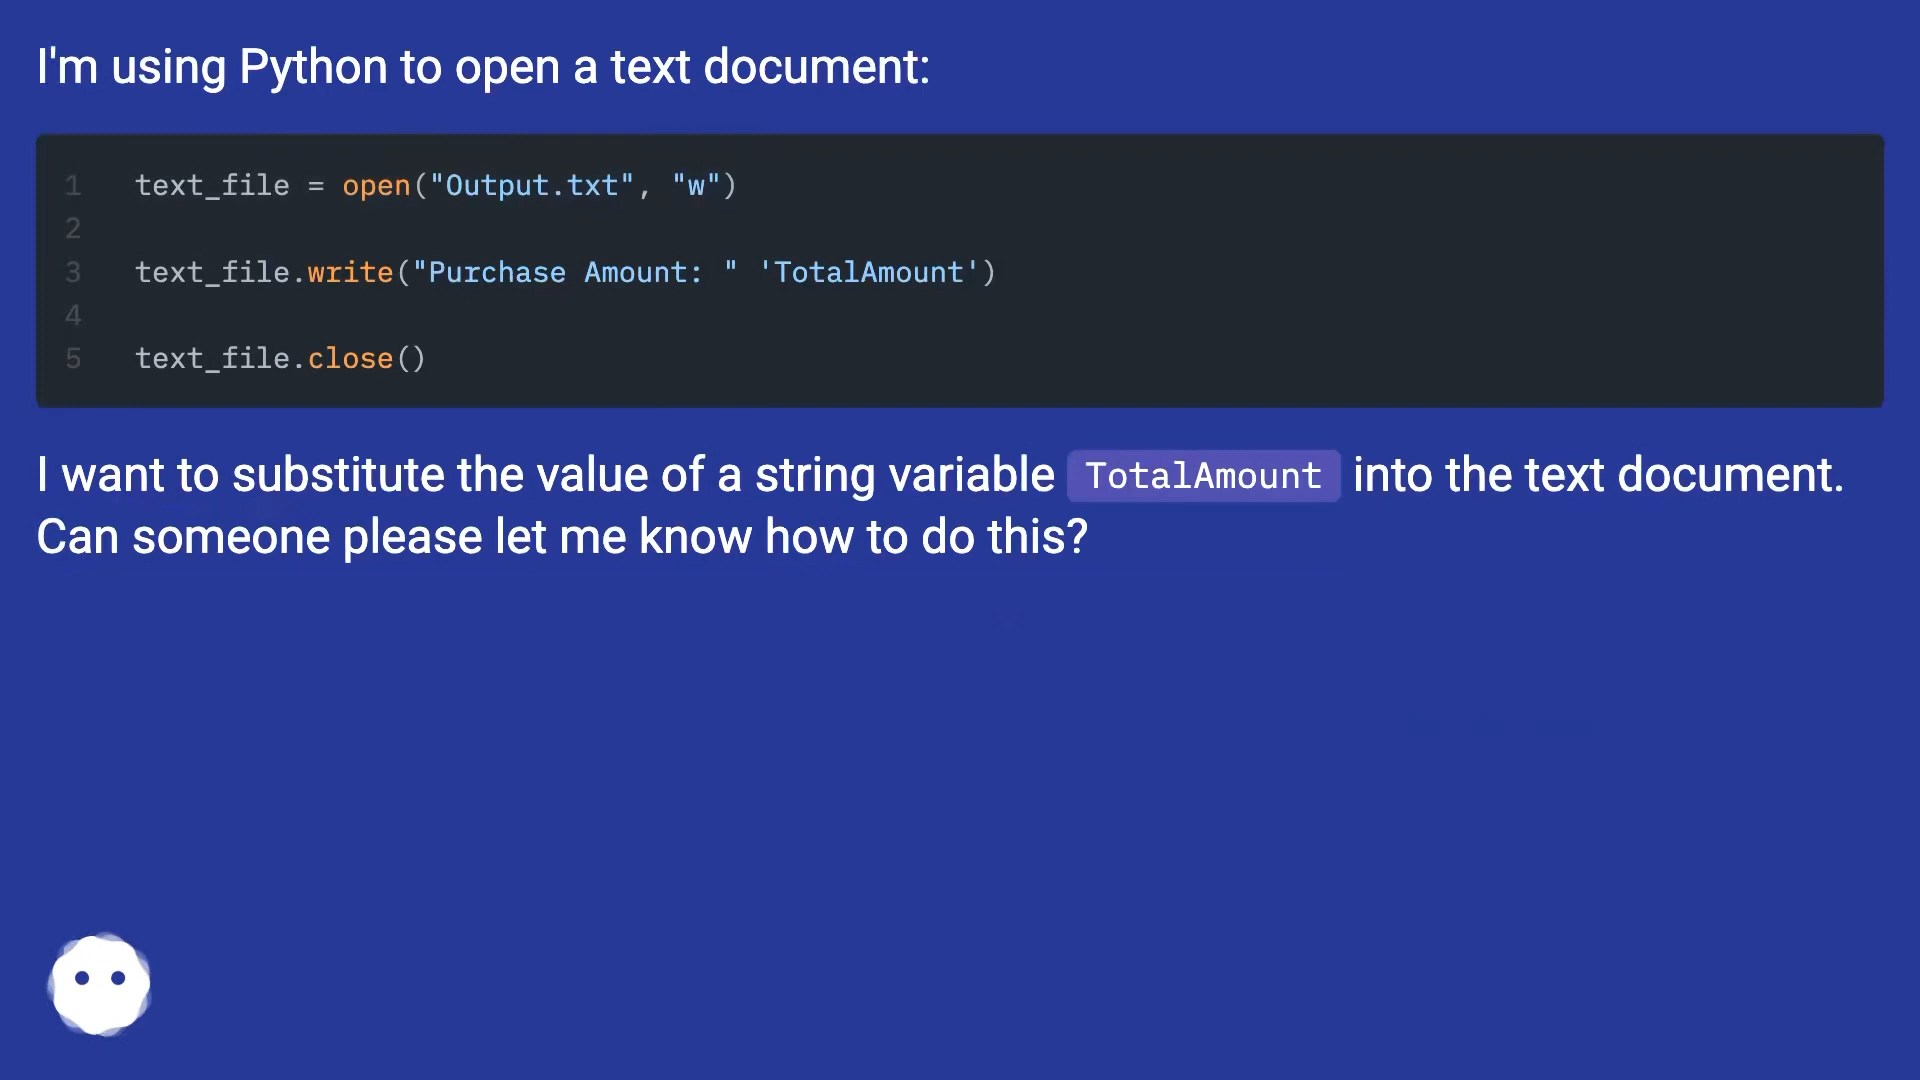 I'm using Python to open a text document:
1 text_file = open("Output.txt", "w")
2
3 text_file.write("Purchase Amount: " 'TotalAmount')
4
5 text_file.close()
I want to substitute the value of a string variable TotalAmount into the text document.
Can someone please let me know how to do this?